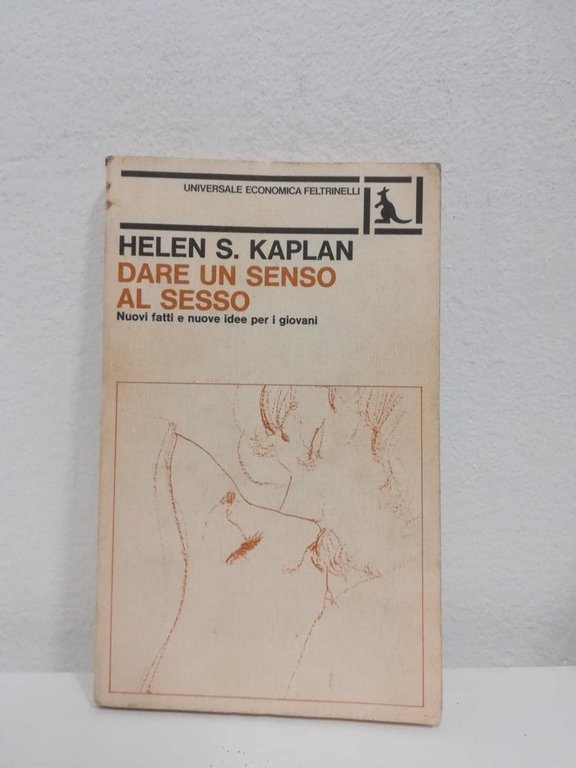 UNIVERSALE ECONOMICA FELTRINELLI
HELEN S. KAPLAN
DARE UN SENSO
AL SESSO
Nuovi fatti e nuove idee per i giovani